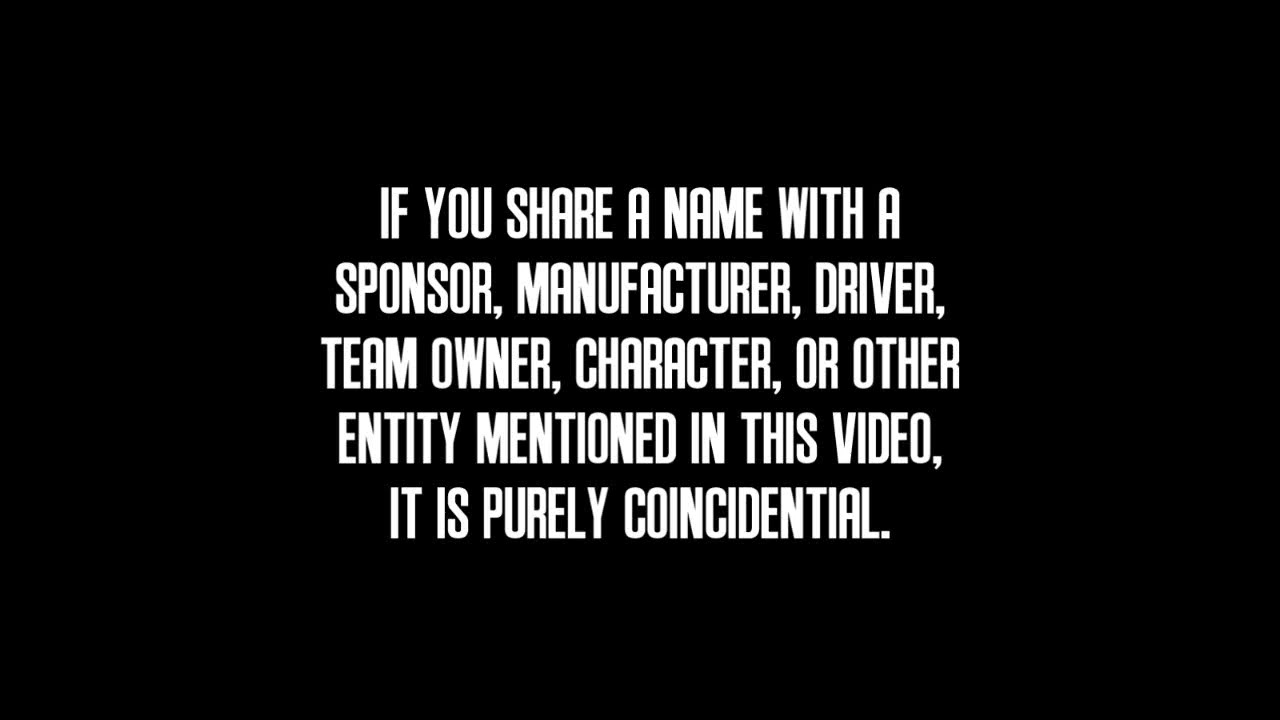 IF YOU SHARE A NAME WITH A
SPONSOR, MANUFACTURER, DRIVER,
TEAM OWNER, CHARACTER, OR OTHER
ENTITY MENTIONED IN THIS VIDEO,
IT IS PURELY COINCIDENTIAL.